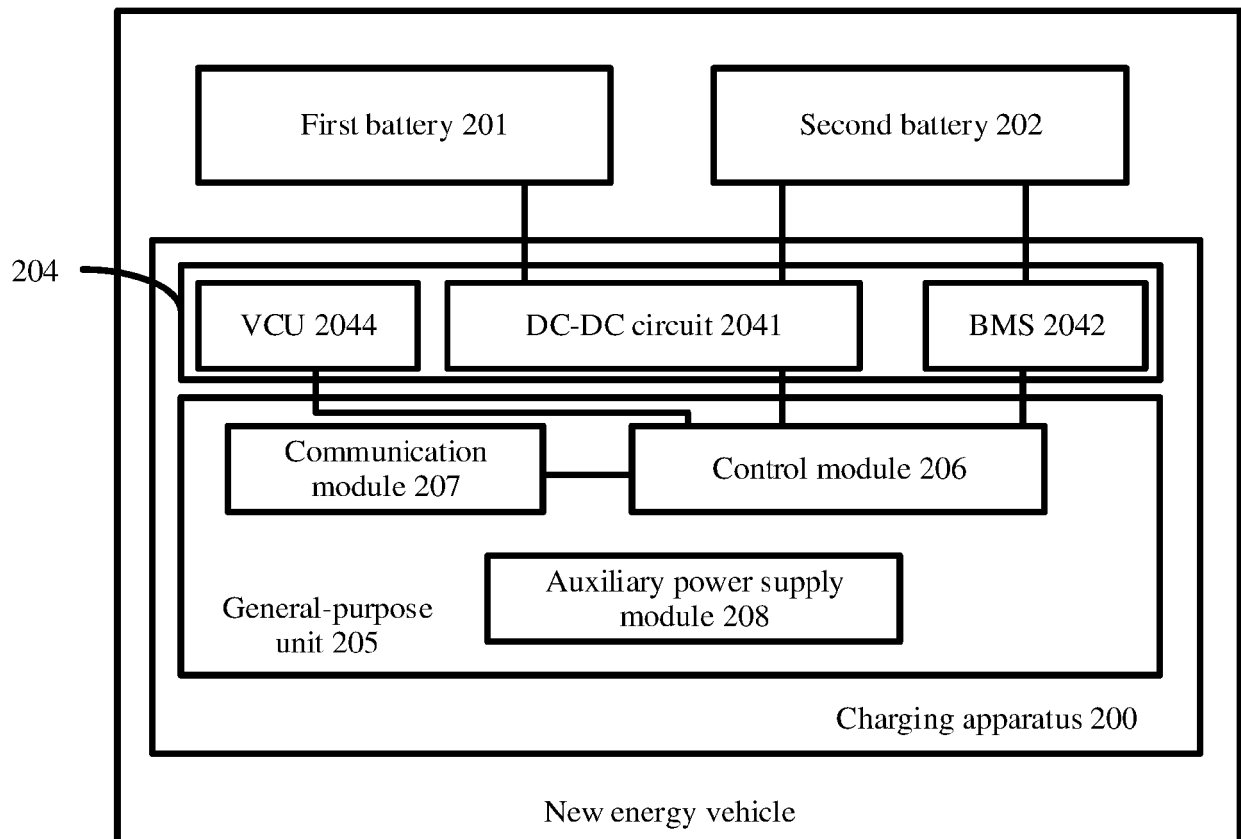 First battery 201
Second battery 202
204
VCU 2044
DC-DC circuit 2041
BMS 2042
Communication
module 207
Control module 206
Auxiliary power supply
module 208
General-purpose
unit 205
Charging apparatus 200
New energy vehicle